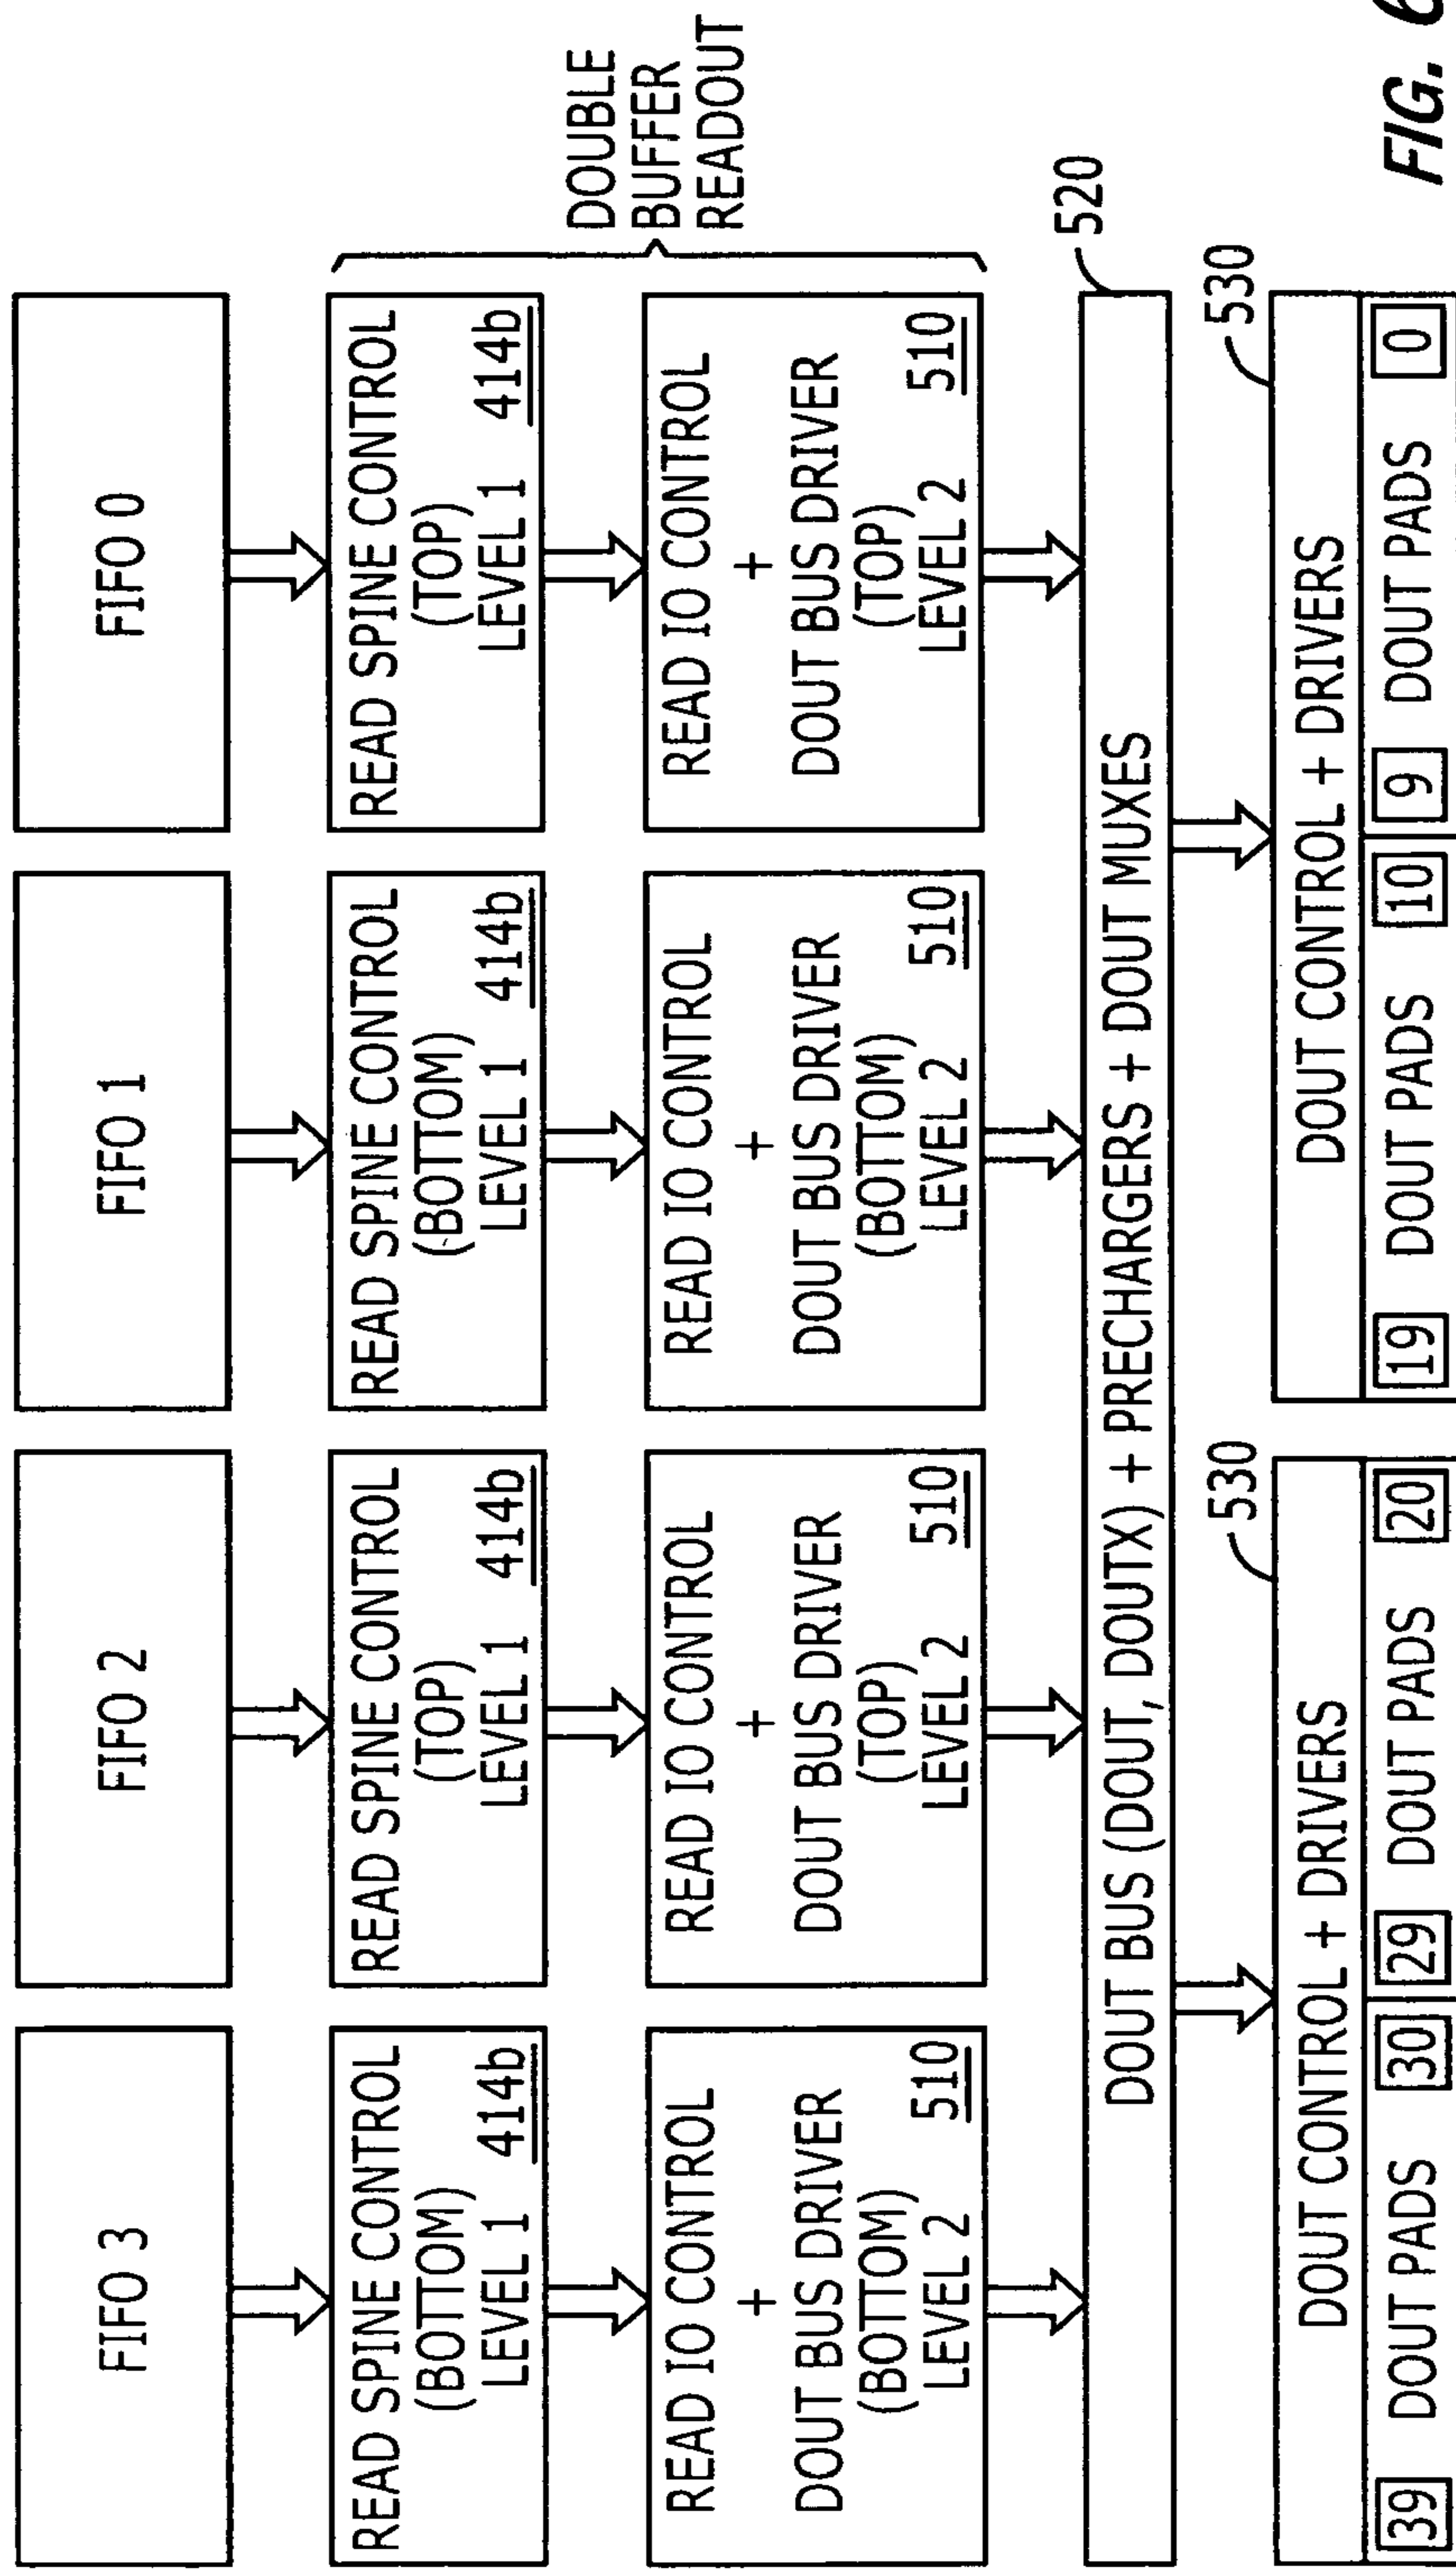 FIFO 3
FIFO 2
FIFO 1
FIFO 0
READ SPINE CONTROL
(BOTTOM)
LEVEL 1 414b
READ SPINE CONTROL
(TOP)
LEVEL 1 414b
READ SPINE CONTROL
(BOTTOM)
LEVEL 1 414b
READ SPINE CONTROL
(TOP)
LEVEL 1 414b
READ IO CONTROL
+
DOUT BUS DRIVER
(BOTTOM)
LEVEL 2 510
READ IO CONTROL
+
DOUT BUS DRIVER
(TOP)
LEVEL 2 510
READ IO CONTROL
+
DOUT BUS DRIVER
(BOTTOM)
LEVEL 2 510
READ IO CONTROL
+
DOUT BUS DRIVER
(TOP)
LEVEL 2 510
DOUBLE
BUFFER
READOUT
DOUT BUS (DOUT, DOUTX) + PRECHARGERS + DOUT MUXES
520
DOUT CONTROL + DRIVERS
530
DOUT CONTROL + DRIVERS
530
39 DOUT PADS 30
29 DOUT PADS 20
19 DOUT PADS 10
9 DOUT PADS 0
FIG. 6